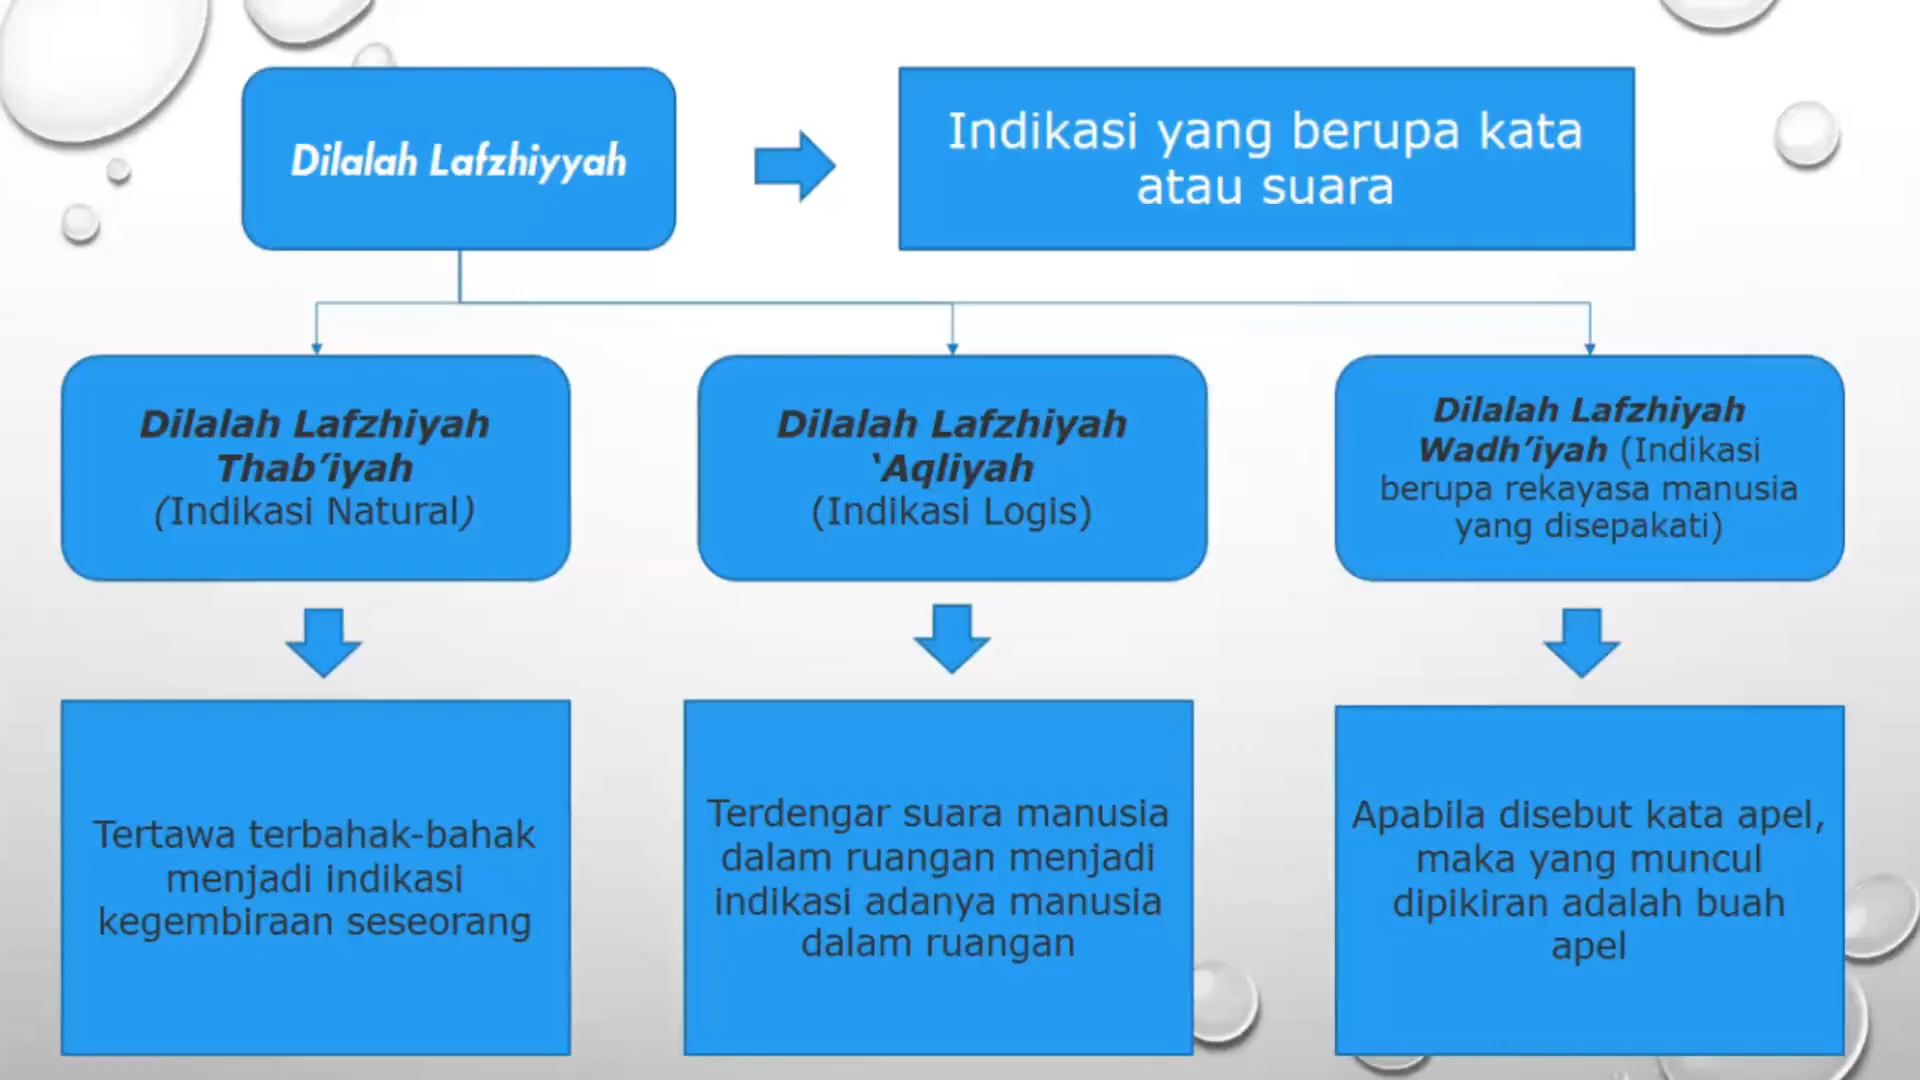 Dilalah Lafzhiyyah
Indikasi yang berupa kata
atau suara
Dilalah Lafzhiyah
Thab’iyah
(Indikasi Natural)
Dilalah Lafzhiyah
‘Aqliyah
(Indikasi Logis)
Dilalah Lafzhiyah
Wadh’iyah (Indikasi
berupa rekayasa manusia
yang disepakati)
Tertawa terbahak-bahak
menjadi indikasi
kegembiraan seseorang
Terdengar suara manusia
dalam ruangan menjadi
indikasi adanya manusia
dalam ruangan
Apabila disebut kata apel,
maka yang muncul
dipikiran adalah buah
apel